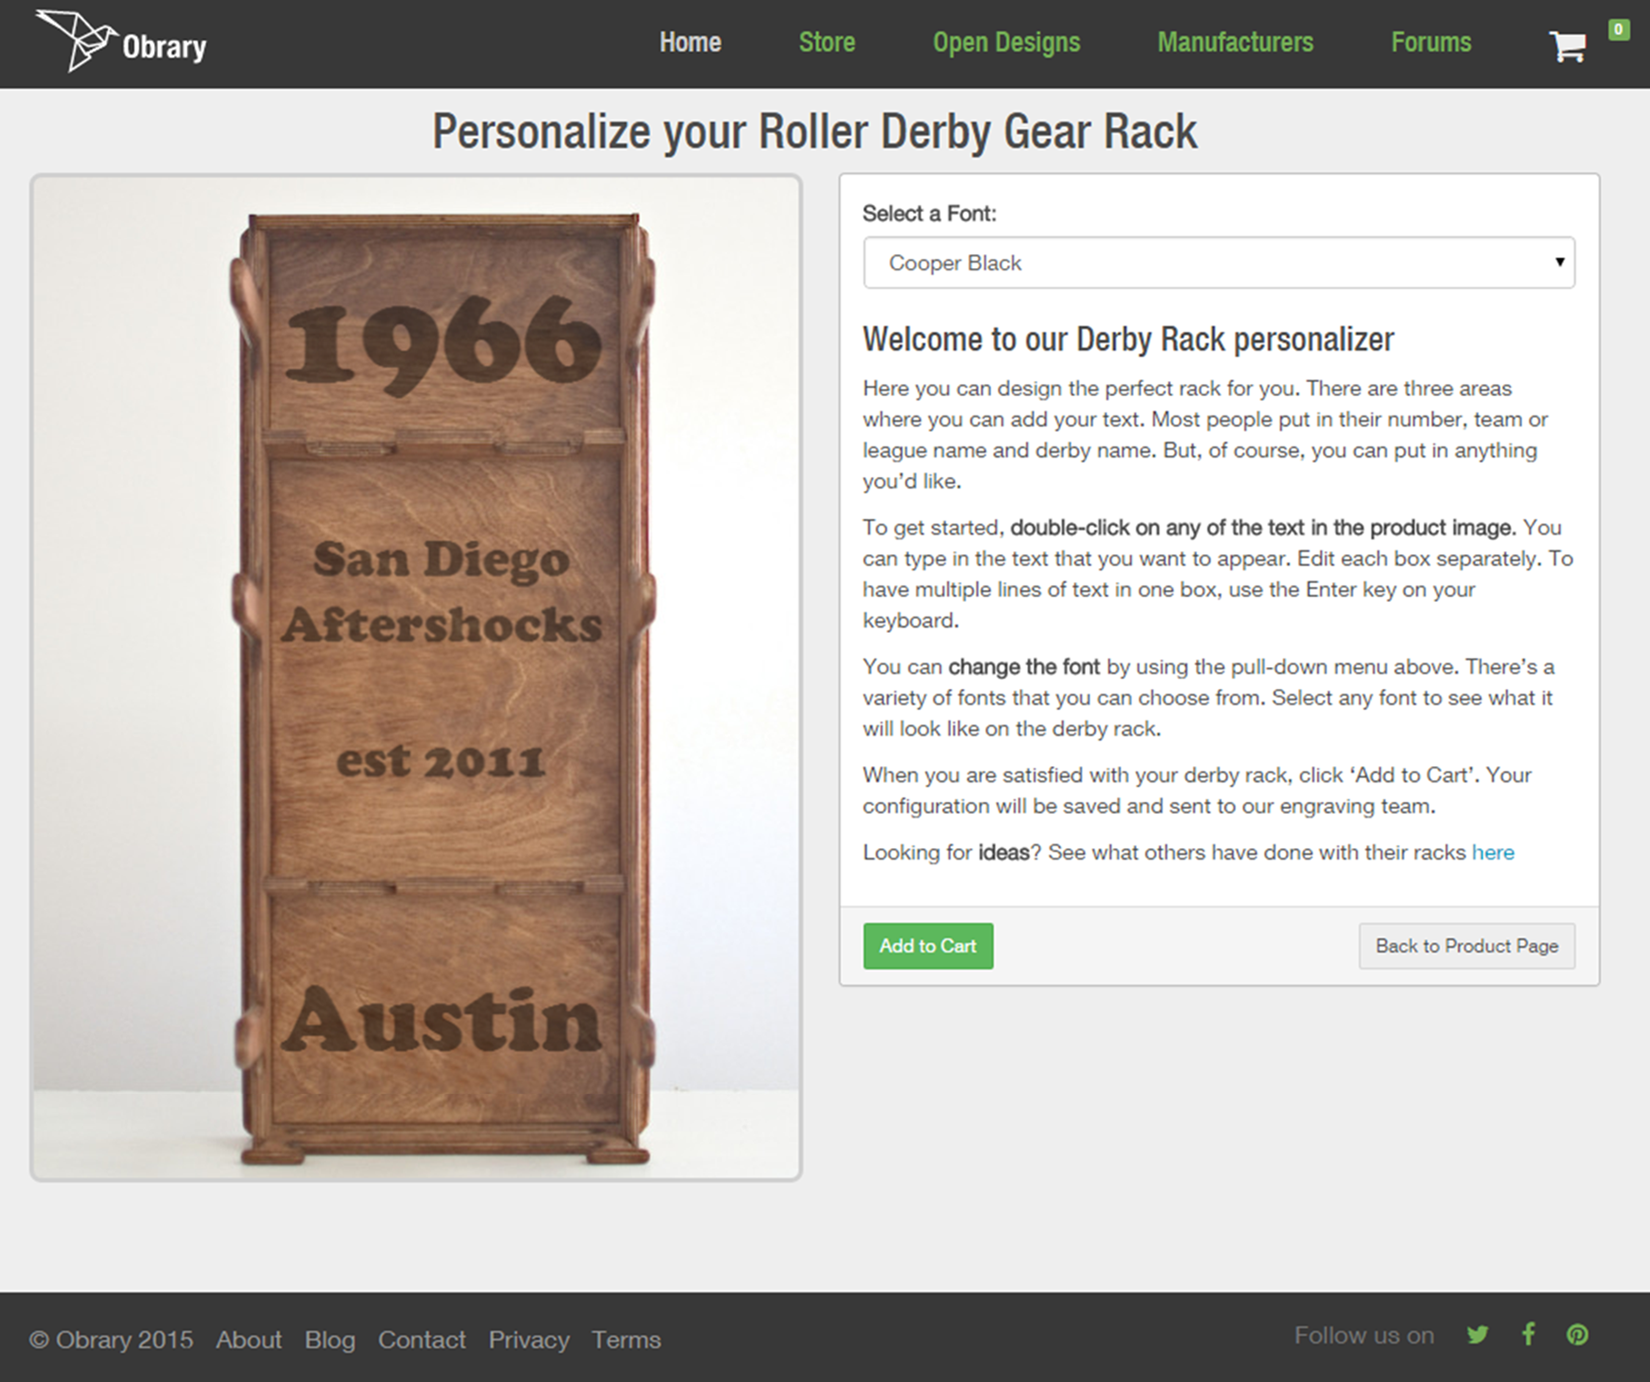 Obrary
Home
Store
Open Designs
Manufacturers
Forums
0
Personalize your Roller Derby Gear Rack
1966
San Diego
Aftershocks
est 2011
Austin
Select a Font:
Cooper Black
Welcome to our Derby Rack personalizer
Here you can design the perfect rack for you. There are three areas
where you can add your text. Most people put in their number, team or
league name and derby name. But, of course, you can put in anything
you’d like.
To get started, double-click on any of the text in the product image. You
can type in the text that you want to appear. Edit each box separately. To
have multiple lines of text in one box, use the Enter key on your
keyboard.
You can change the font by using the pull-down menu above. There’s a
variety of fonts that you can choose from. Select any font to see what it
will look like on the derby rack.
When you are satisfied with your derby rack, click ‘Add to Cart’. Your
configuration will be saved and sent to our engraving team.
Looking for ideas? See what others have done with their racks here
Add to Cart
Back to Product Page
© Obrary 2015
About
Blog
Contact
Privacy
Terms
Follow us on